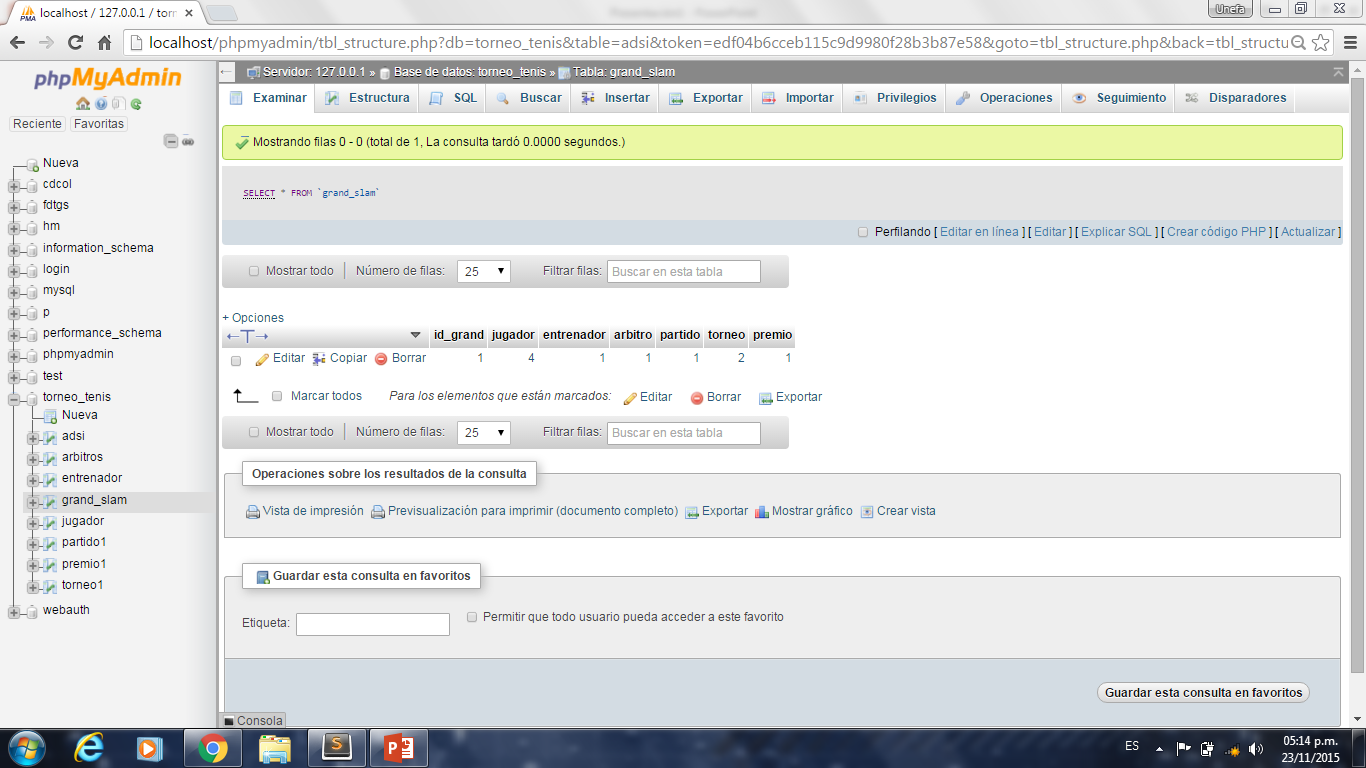 localhost / 127.0.0.1 / torn
Unefa
localhost/phpmyadmin/tbl_structure.php?db=torneo_tenis&table=adsi&token=edf04b6cceb115c9d9980f28b3b87e58&goto=tbl_structure.php&back=tbl_structu
phpMyAdmin
Reciente Favoritas
Nueva
cdcol
fdtgs
hm
information_schema
login
mysql
p
performance_schema
phpmyadmin
test
torneo_tenis
Nueva
adsi
arbitros
entrenador
grand_slam
jugador
partido1
premio1
torneo1
webauth
Servidor: 127.0.0.1 » Base de datos: torneo_tenis » Tabla: grand_slam
Examinar Estructura SQL Buscar Insertar Exportar Importar Privilegios Operaciones Seguimiento Disparadores
Mostrando filas 0 - 0 (total de 1, La consulta tardó 0.0000 segundos.)
SELECT * FROM `grand_slam`
Perfilando [ Editar en línea ] [ Editar ] [ Explicar SQL ] [ Crear código PHP ] [ Actualizar ]
Mostrar todo Número de filas: 25 Filtrar filas: Buscar en esta tabla
+ Opciones
←T→ id_grand jugador entrenador arbitro partido torneo premio
Editar Copiar Borrar 1 4 1 1 1 2 1
Marcar todos Para los elementos que están marcados: Editar Borrar Exportar
Mostrar todo Número de filas: 25 Filtrar filas: Buscar en esta tabla
Operaciones sobre los resultados de la consulta
Vista de impresión Previsualización para imprimir (documento completo) Exportar Mostrar gráfico Crear vista
Guardar esta consulta en favoritos
Etiqueta: Permitir que todo usuario pueda acceder a este favorito
Guardar esta consulta en favoritos
Consola
ES 05:14 p.m.
23/11/2015